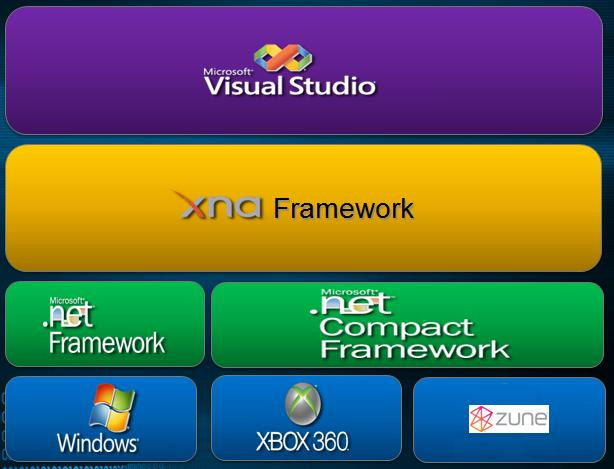 Microsoft
Visual Studio
xna Framework
Microsoft
.net
Framework
Microsoft
.net
Compact
Framework
Windows
XBOX 360
zune